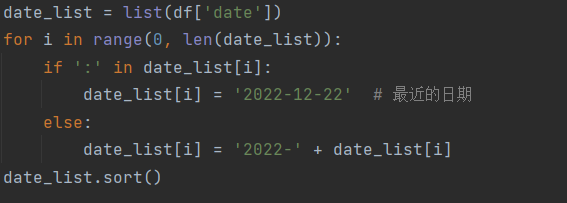 date_list = list(df['date'])
for i in range(0, len(date_list)):
    if ':' in date_list[i]:
        date_list[i] = '2022-12-22'  # 最近的日期
    else:
        date_list[i] = '2022-' + date_list[i]
date_list.sort()